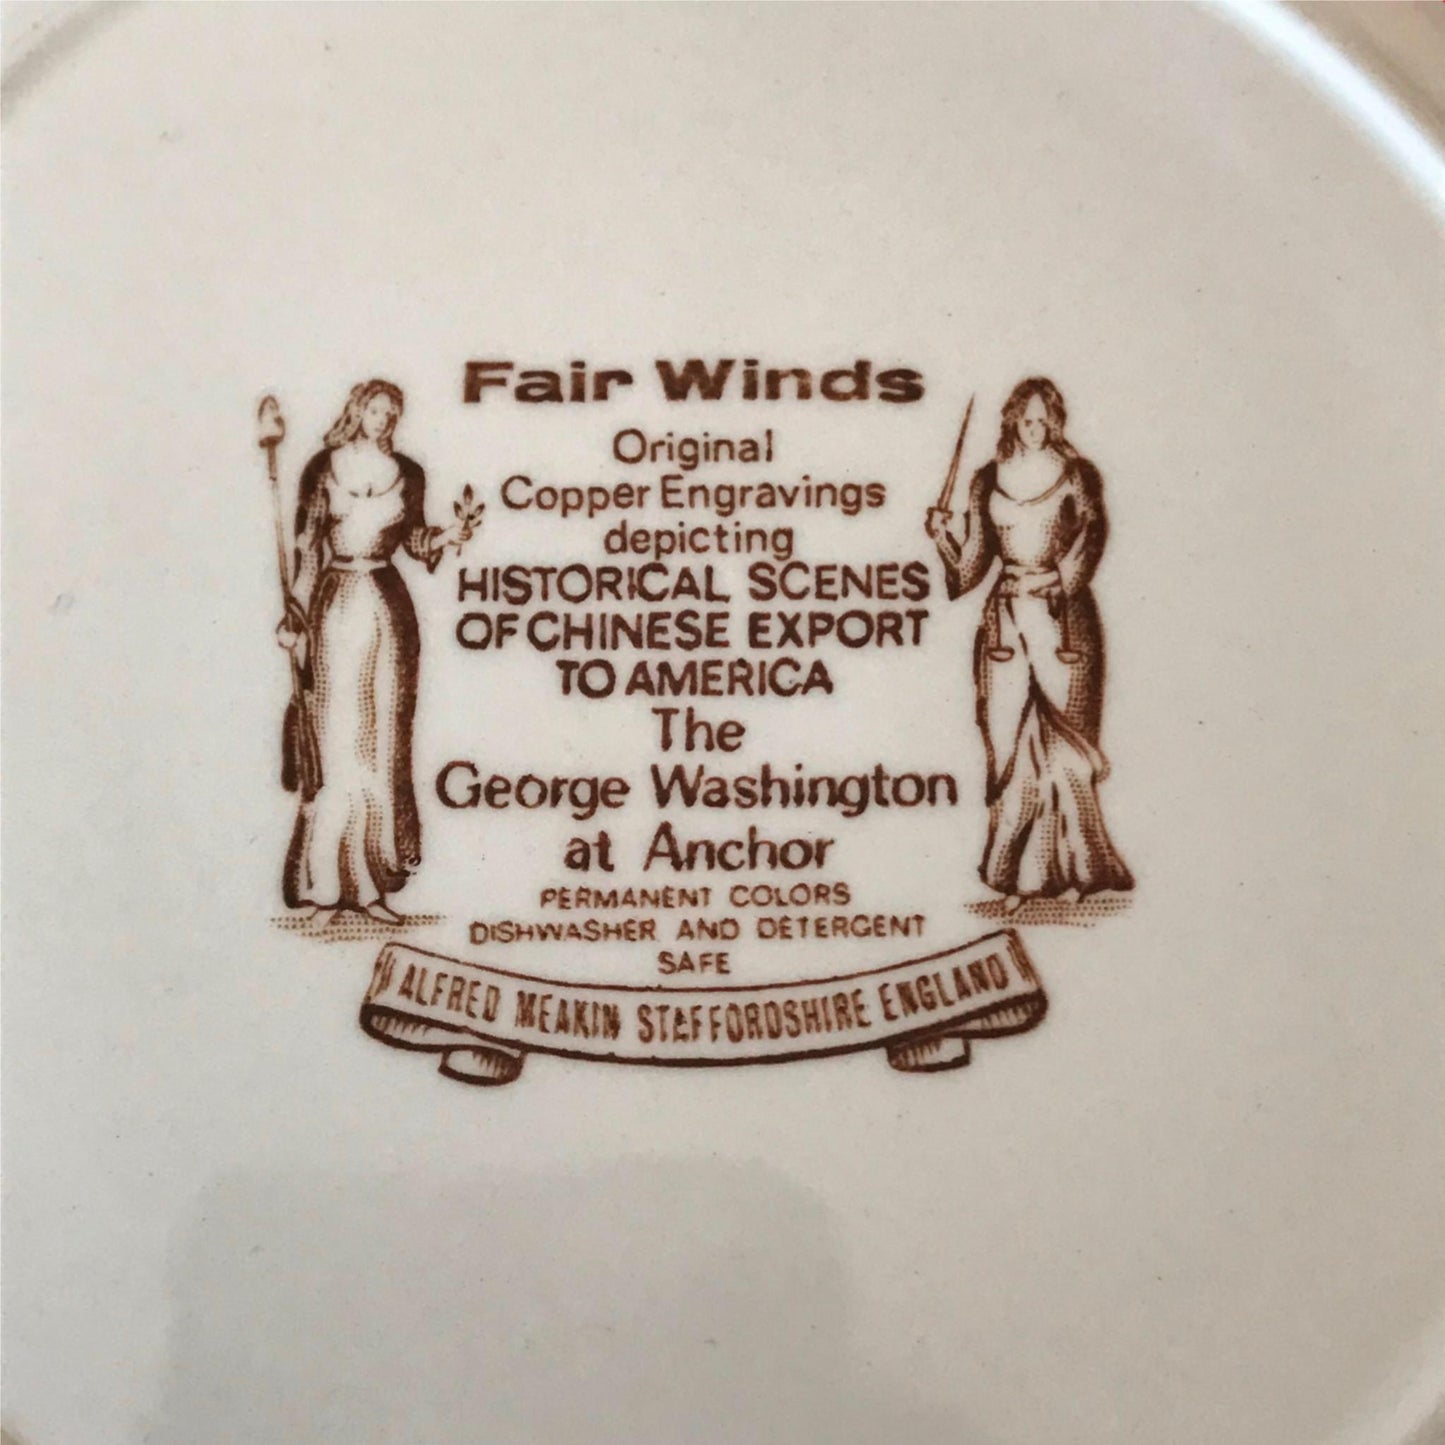 Fair Winds
Original
Copper Engravings
depicting
HISTORICAL SCENES
OF CHINESE EXPORT
TO AMERICA
The
George Washington
at Anchor
PERMANENT COLORS
DISHWASHER AND DETERGENT
SAFE
ALFRED MEAKIN STAFFORDSHIRE ENGLAND